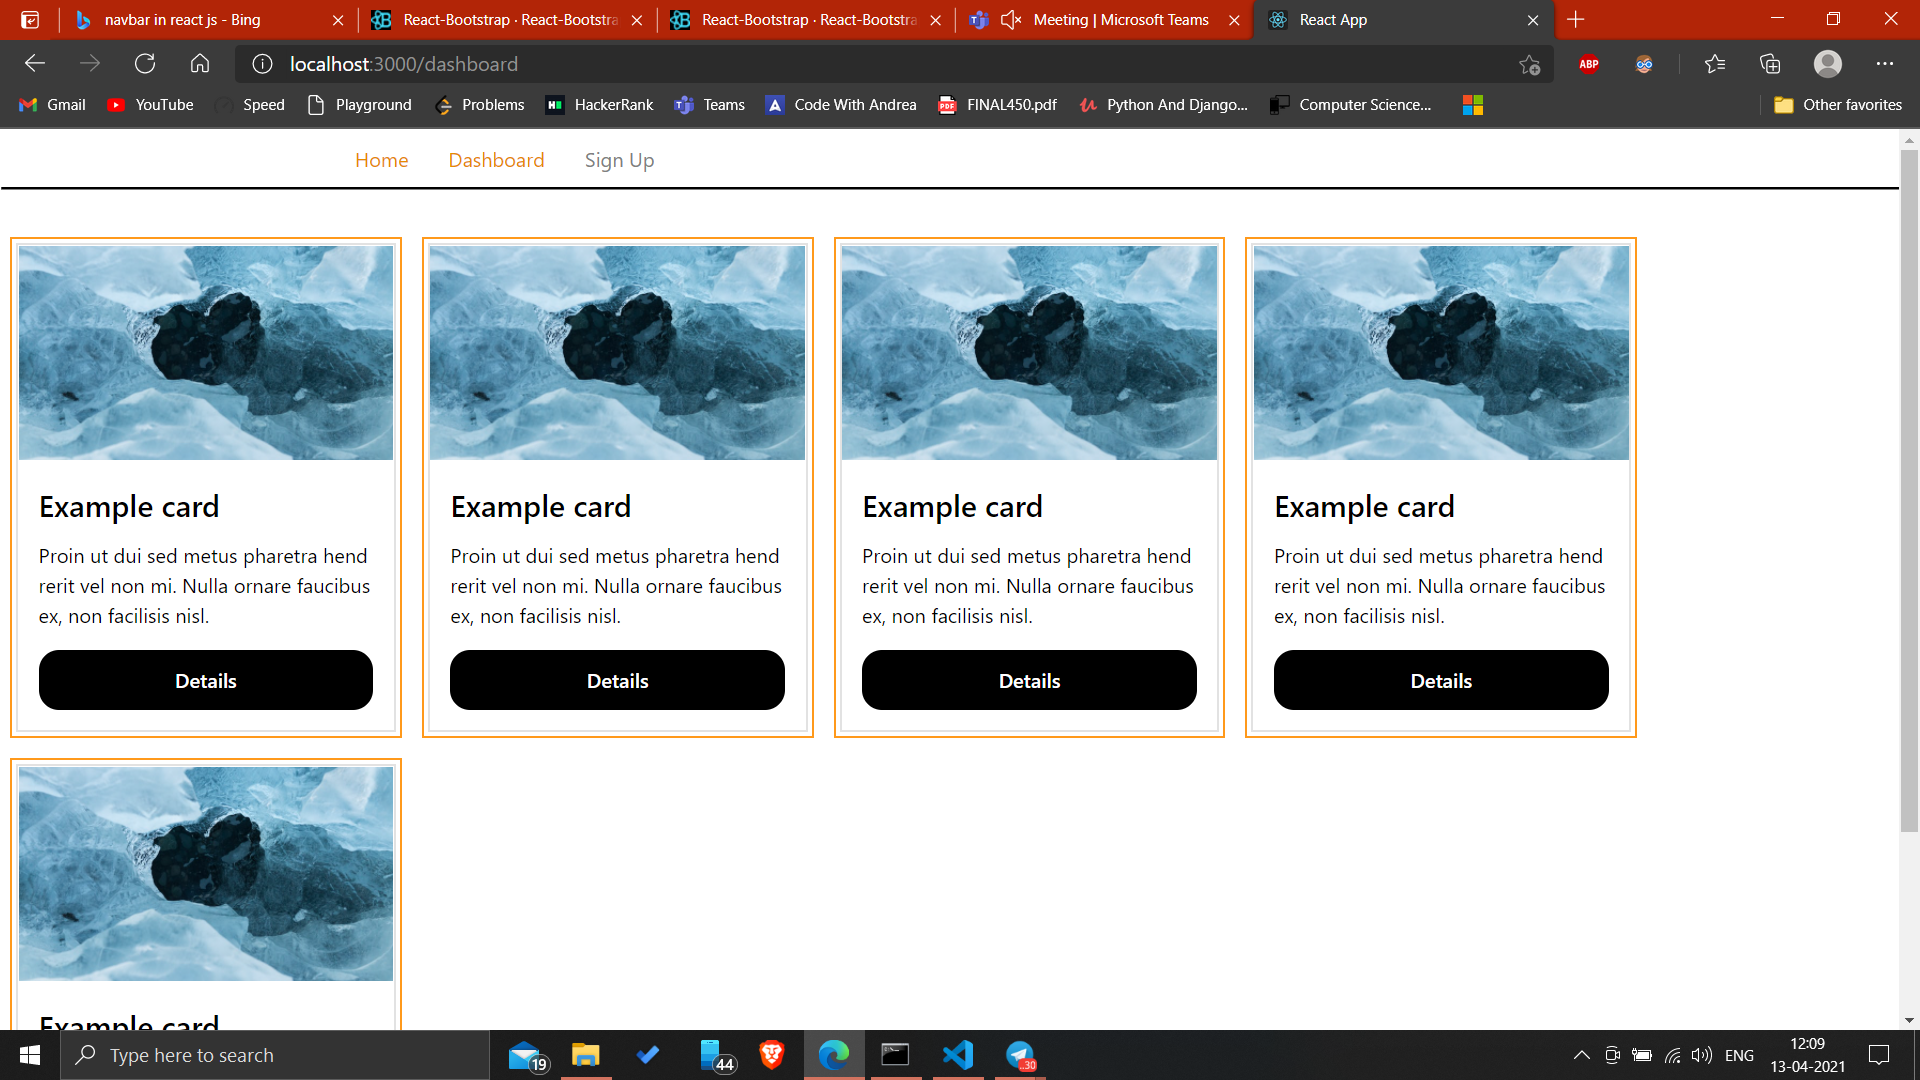 navbar in react js - Bing
React-Bootstrap · React-Bootstra
React-Bootstrap · React-Bootstra
Meeting | Microsoft Teams
React App
localhost:3000/dashboard
ABP
Gmail
YouTube
Speed
Playground
Problems
HackerRank
Teams
Code With Andrea
FINAL450.pdf
Python And Django...
Computer Science...
Other favorites
Home
Dashboard
Sign Up
Example card
Proin ut dui sed metus pharetra hend
rerit vel non mi. Nulla ornare faucibus
ex, non facilisis nisl.
Details
Example card
Proin ut dui sed metus pharetra hend
rerit vel non mi. Nulla ornare faucibus
ex, non facilisis nisl.
Details
Example card
Proin ut dui sed metus pharetra hend
rerit vel non mi. Nulla ornare faucibus
ex, non facilisis nisl.
Details
Example card
Proin ut dui sed metus pharetra hend
rerit vel non mi. Nulla ornare faucibus
ex, non facilisis nisl.
Details
Example card
Type here to search
19
44
..30
ENG
12:09
13-04-2021